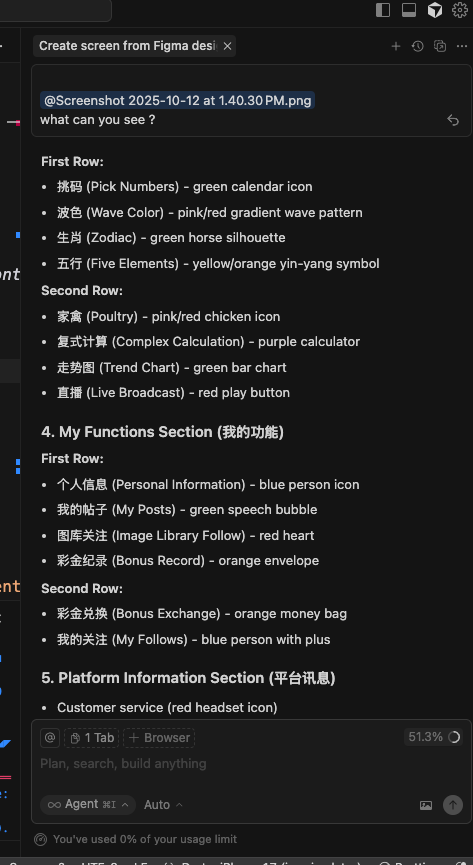 Create screen from Figma desi
@Screenshot 2025-10-12 at 1.40.30 PM.png
what can you see ?
First Row:
• 挑码 (Pick Numbers) - green calendar icon
• 波色 (Wave Color) - pink/red gradient wave pattern
• 生肖 (Zodiac) - green horse silhouette
• 五行 (Five Elements) - yellow/orange yin-yang symbol
Second Row:
• 家禽 (Poultry) - pink/red chicken icon
• 复式计算 (Complex Calculation) - purple calculator
• 走势图 (Trend Chart) - green bar chart
• 直播 (Live Broadcast) - red play button
4. My Functions Section (我的功能)
First Row:
• 个人信息 (Personal Information) - blue person icon
• 我的帖子 (My Posts) - green speech bubble
• 图库关注 (Image Library Follow) - red heart
• 彩金纪录 (Bonus Record) - orange envelope
Second Row:
• 彩金兑换 (Bonus Exchange) - orange money bag
• 我的关注 (My Follows) - blue person with plus
5. Platform Information Section (平台讯息)
• Customer service (red headset icon)
@ 1 Tab + Browser 51.3%
Plan, search, build anything
∞ Agent ⌘I Auto
You've used 0% of your usage limit
ont
ent